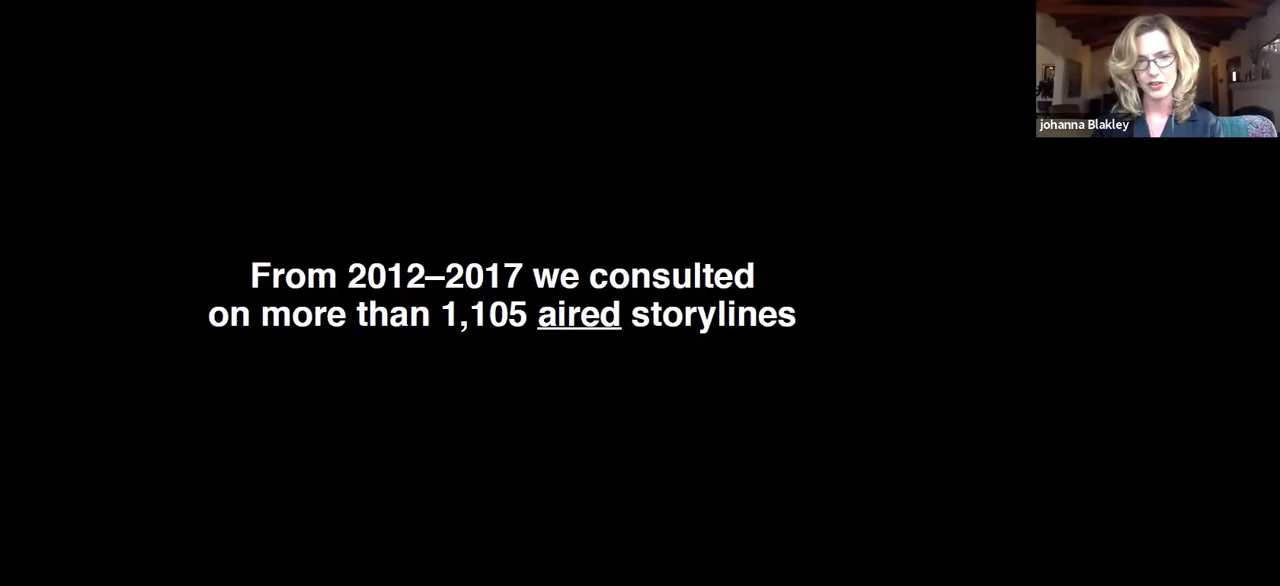 johanna Blakley
From 2012–2017 we consulted
on more than 1,105 aired storylines